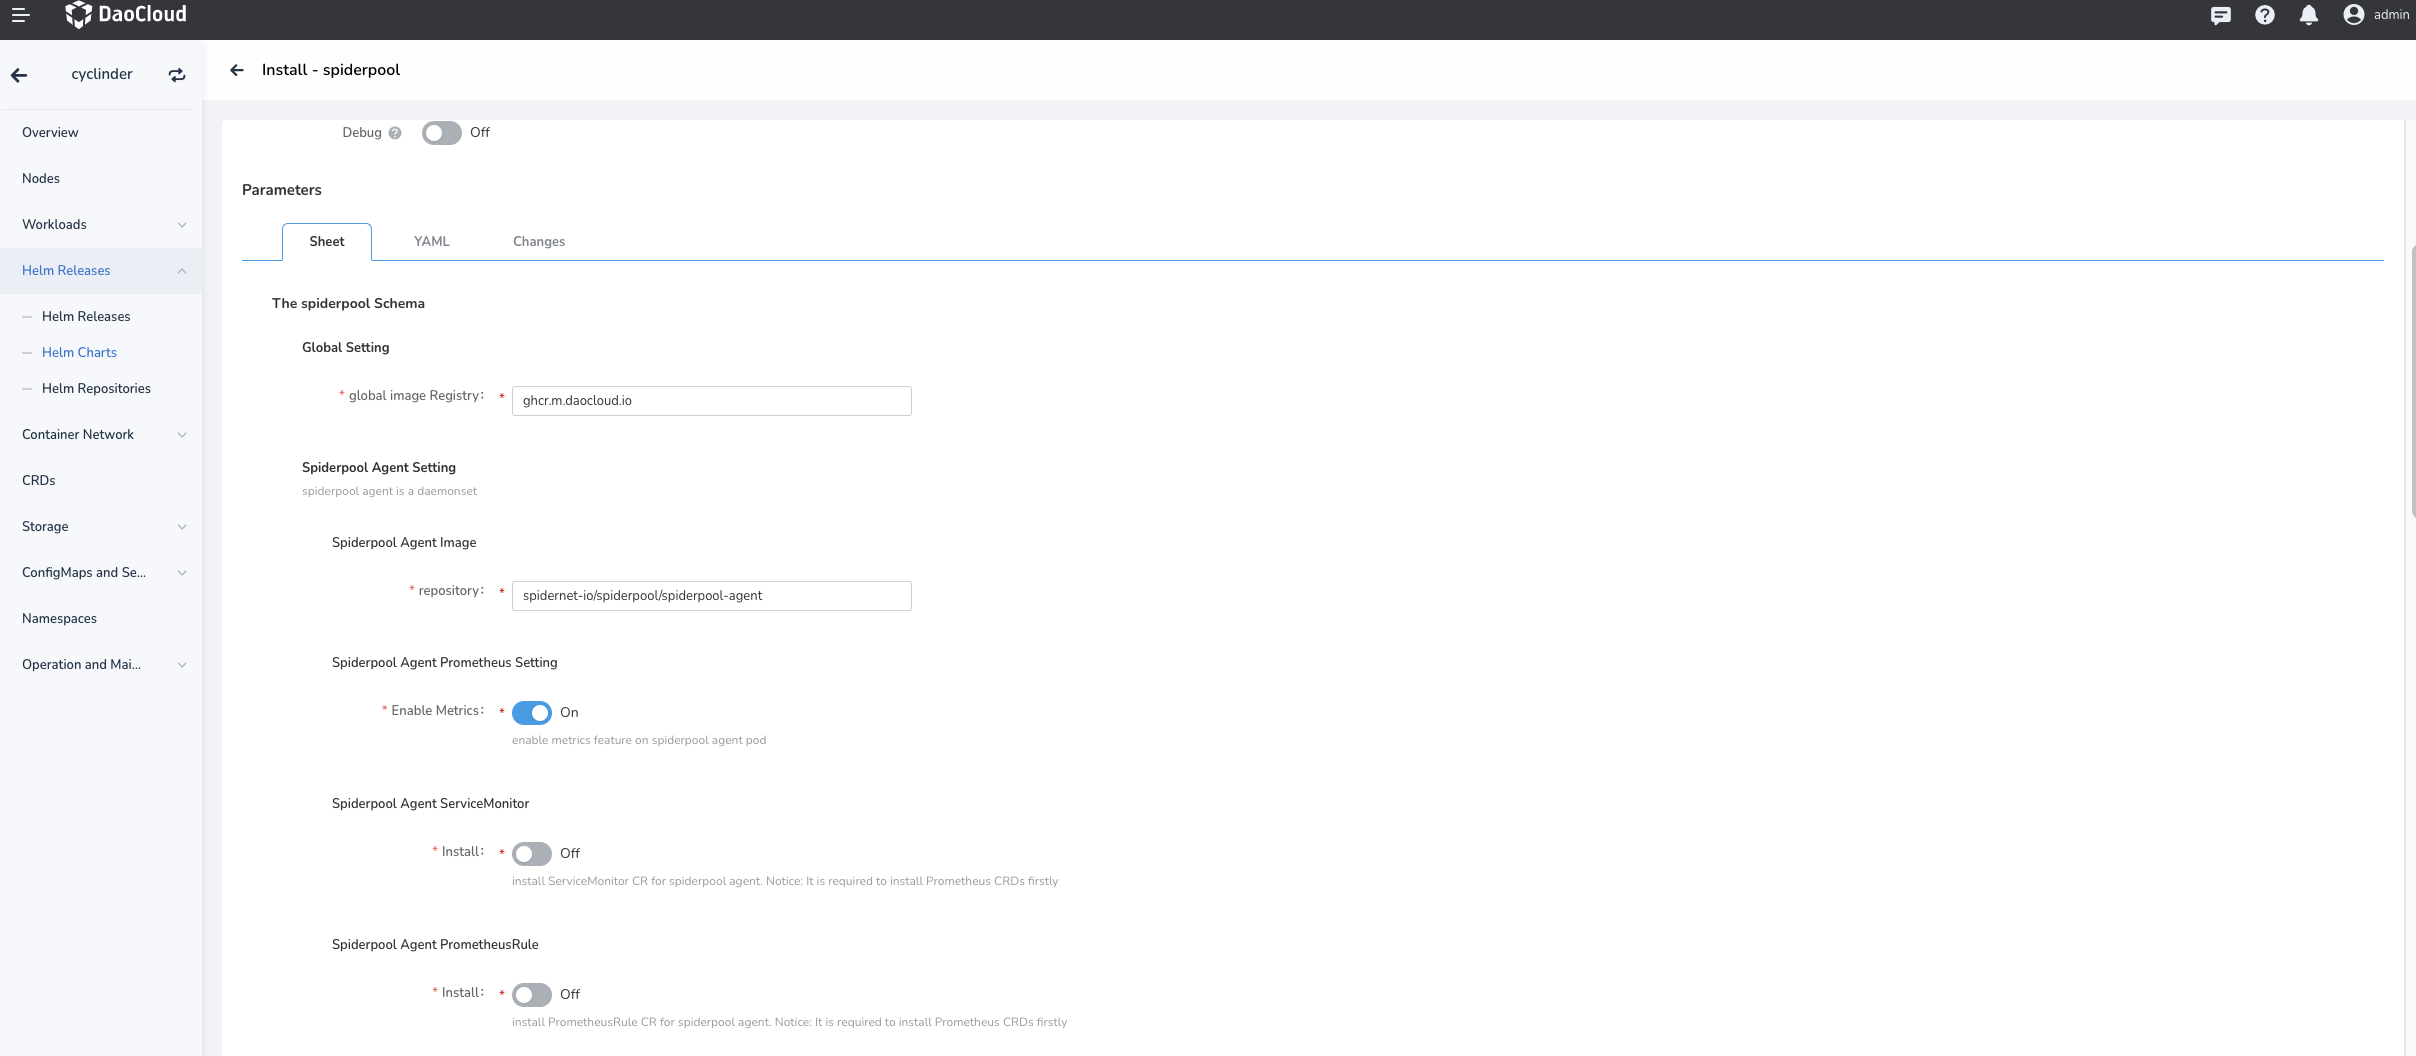 DaoCloud
admin
cyclinder
Overview
Nodes
Workloads
Helm Releases
Helm Releases
Helm Charts
Helm Repositories
Container Network
CRDs
Storage
ConfigMaps and Se...
Namespaces
Operation and Mai...
Install - spiderpool
Debug ? Off
Parameters
Sheet YAML Changes
The spiderpool Schema
Global Setting
* global image Registry: * ghcr.m.daocloud.io
Spiderpool Agent Setting
spiderpool agent is a daemonset
Spiderpool Agent Image
* repository: * spidernet-io/spiderpool/spiderpool-agent
Spiderpool Agent Prometheus Setting
* Enable Metrics: * On
enable metrics feature on spiderpool agent pod
Spiderpool Agent ServiceMonitor
* Install: * Off
install ServiceMonitor CR for spiderpool agent. Notice: It is required to install Prometheus CRDs firstly
Spiderpool Agent PrometheusRule
* Install: * Off
install PrometheusRule CR for spiderpool agent. Notice: It is required to install Prometheus CRDs firstly